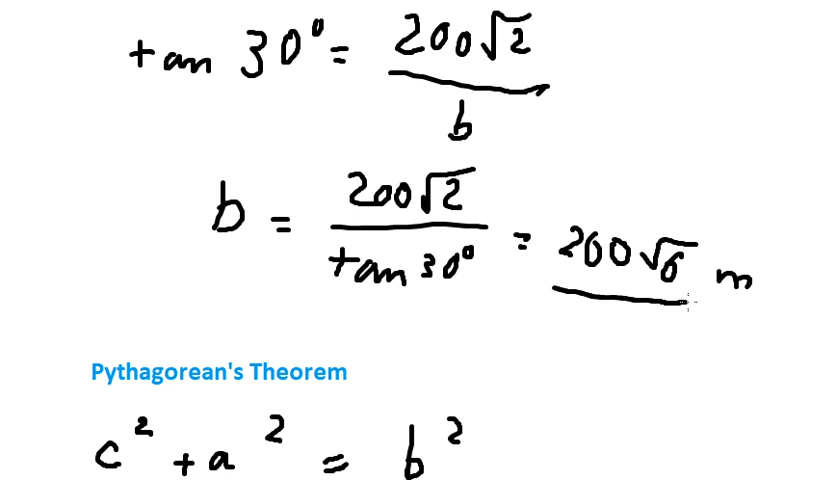 tan 30° = 200√2 / b
b = 200√2 / tan 30° = 200√6 m
Pythagorean's Theorem
c² + a² = b²